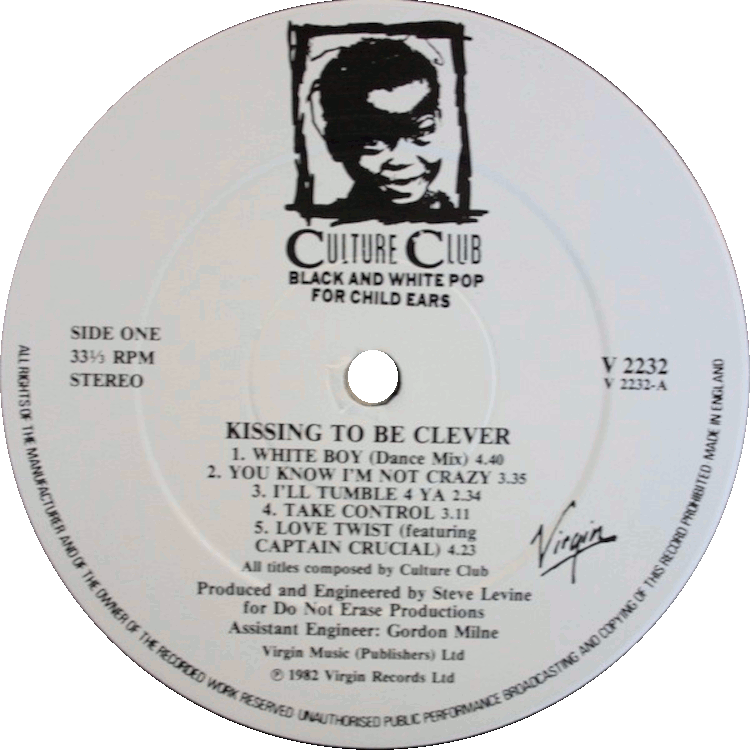 CULTURE CLUB
BLACK AND WHITE POP
FOR CHILD EARS
SIDE ONE
33⅓ RPM
STEREO
V 2232
V 2232-A
KISSING TO BE CLEVER
1. WHITE BOY (Dance Mix) 4.40
2. YOU KNOW I'M NOT CRAZY 3.35
3. I'LL TUMBLE 4 YA 2.34
4. TAKE CONTROL 3.11
5. LOVE TWIST (featuring
CAPTAIN CRUCIAL) 4.23
All titles composed by Culture Club
Virgin
Produced and Engineered by Steve Levine
for Do Not Erase Productions
Assistant Engineer: Gordon Milne
Virgin Music (Publishers) Ltd
℗ 1982 Virgin Records Ltd
ALL RIGHTS OF THE MANUFACTURER AND OF THE OWNER OF THE RECORDED WORK RESERVED UNAUTHORISED PUBLIC PERFORMANCE BROADCASTING AND COPYING OF THIS RECORD PROHIBITED MADE IN ENGLAND